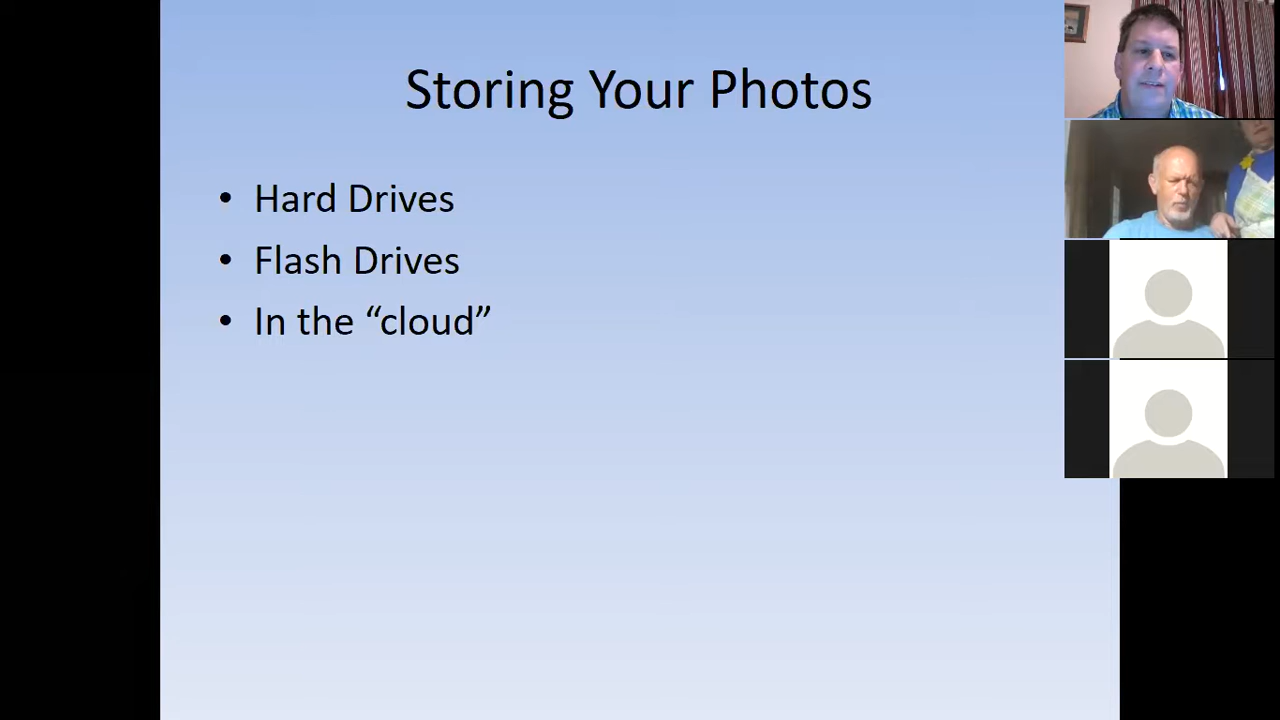 Storing Your Photos
• Hard Drives
• Flash Drives
• In the “cloud”